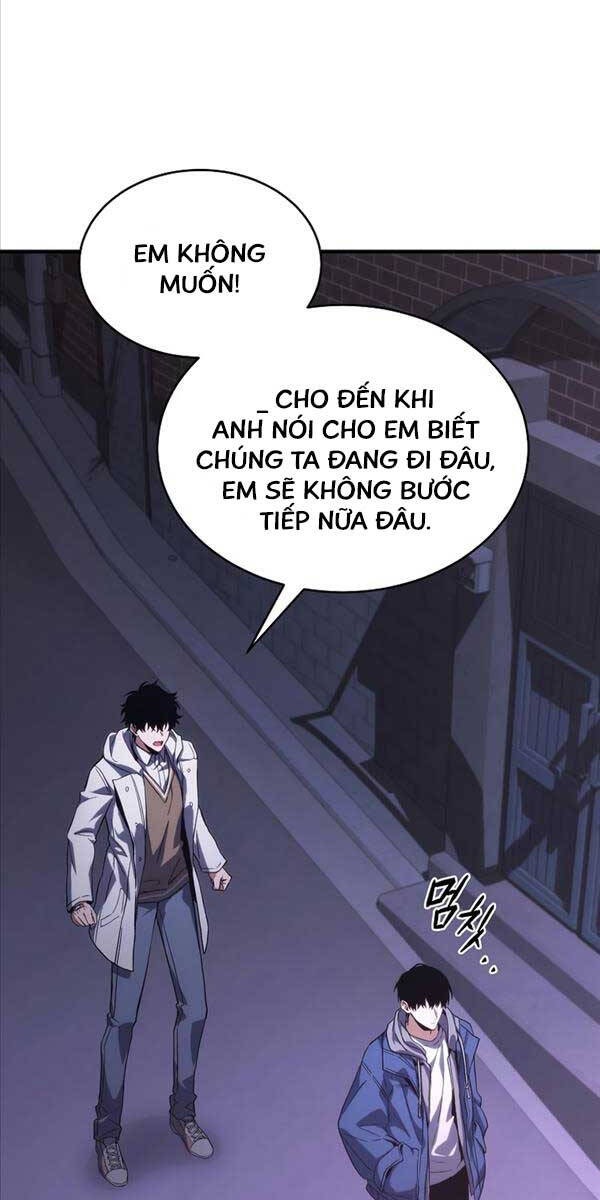 EM KHÔNG
MUỐN!
_ CHO ĐẾN KHI
ANH NÓI CHO EM BIẾT
CHÚNG TA ĐANG ĐI ĐÂU,
EM SẼ KHÔNG BƯỚC
TIẾP NỮA ĐÂU.
멈칫..